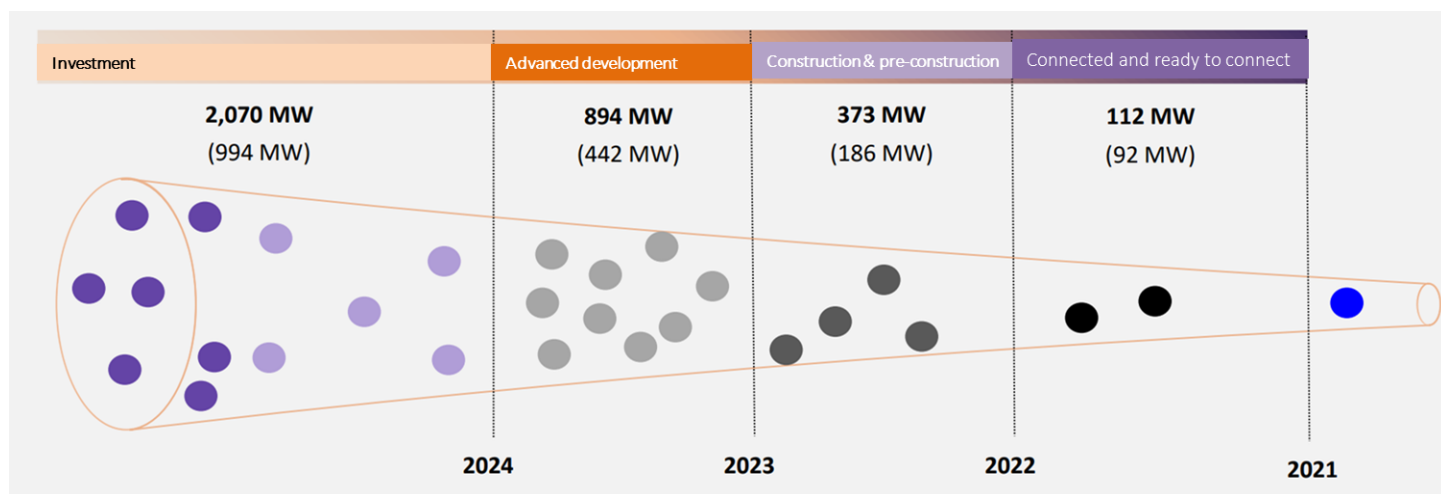 Investment
Advanced development
Construction & pre-construction
Connected and ready to connect
2,070 MW
(994 MW)
894 MW
(442 MW)
373 MW
(186 MW)
112 MW
(92 MW)
2024
2023
2022
2021